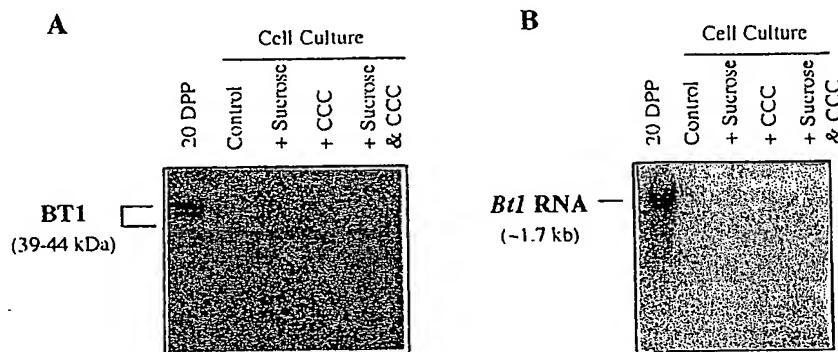 A
Cell Culture
20 DPP
Control
+ Sucrose
+ CCC
+ Sucrose
& CCC
BT1
(39-44 kDa)
B
Cell Culture
20 DPP
Control
+ Sucrose
+ CCC
+ Sucrose
& CCC
Bt1 RNA
(~1.7 kb)